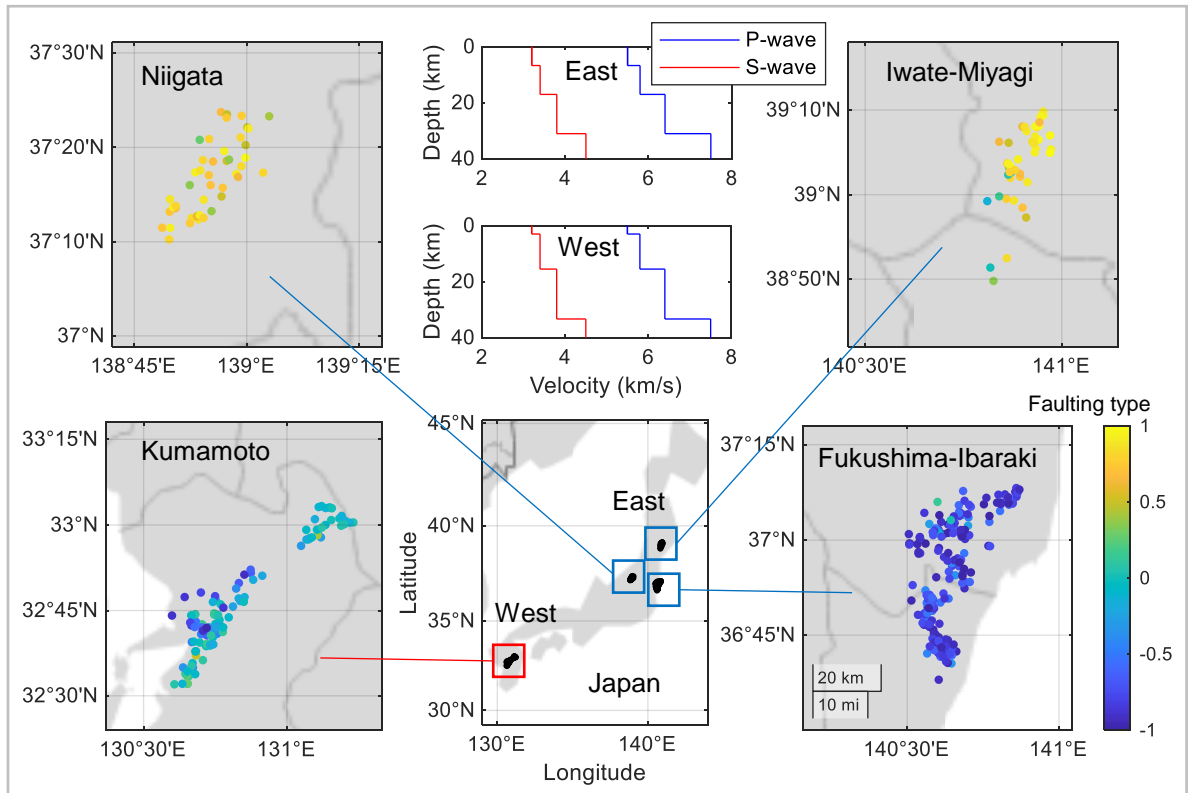 37°30'N
37°20'N
37°10'N
37°N
138°45'E
139°E
139°15'E
Niigata
0
20
40
Depth (km)
2
4
6
8
East
P-wave
S-wave
0
20
40
Depth (km)
2
4
6
8
West
Velocity (km/s)
39°10'N
39°N
38°50'N
140°30'E
141°E
Iwate-Miyagi
33°15'N
33°N
32°45'N
32°30'N
130°30'E
131°E
Kumamoto
45°N
40°N
35°N
30°N
Latitude
130°E
140°E
Longitude
East
West
Japan
37°15'N
37°N
36°45'N
140°30'E
141°E
Fukushima-Ibaraki
20 km
10 mi
Faulting type
1
0.5
0
-0.5
-1